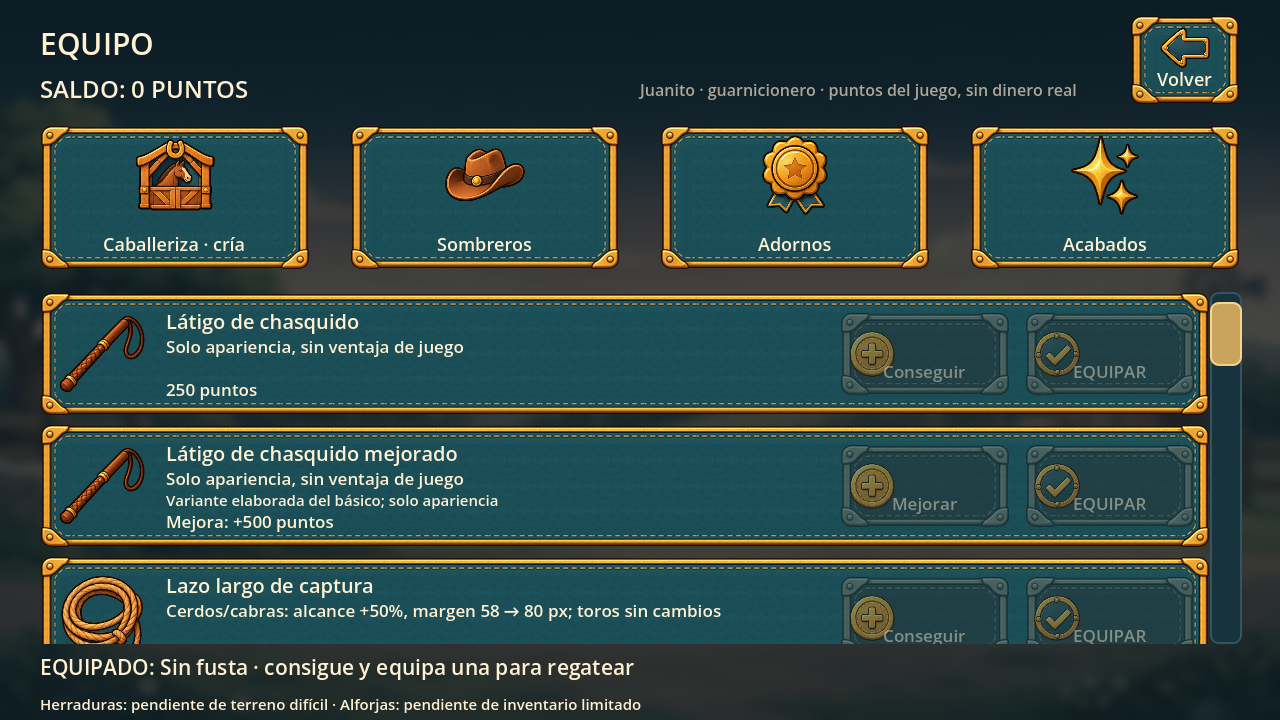 EQUIPO
SALDO: 0 PUNTOS
Juanito · guarnicionero · puntos del juego, sin dinero real
Volver
Caballeriza · cría
Sombreros
Adornos
Acabados
Látigo de chasquido
Solo apariencia, sin ventaja de juego
250 puntos
Conseguir
EQUIPAR
Látigo de chasquido mejorado
Solo apariencia, sin ventaja de juego
Variante elaborada del básico; solo apariencia
Mejora: +500 puntos
Mejorar
EQUIPAR
Lazo largo de captura
Cerdos/cabras: alcance +50%, margen 58 → 80 px; toros sin cambios
Conseguir
EQUIPAR
EQUIPADO: Sin fusta · consigue y equipa una para regatear
Herraduras: pendiente de terreno difícil · Alforjas: pendiente de inventario limitado